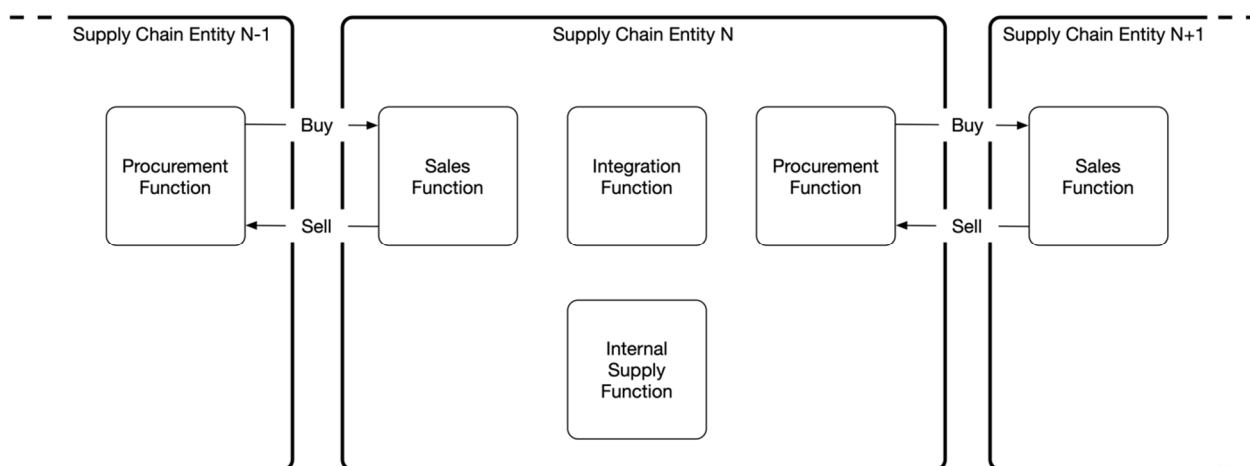 Supply Chain Entity N-1
Supply Chain Entity N
Supply Chain Entity N+1
Procurement
Function
Buy
Sell
Sales
Function
Integration
Function
Procurement
Function
Buy
Sell
Sales
Function
Internal
Supply
Function